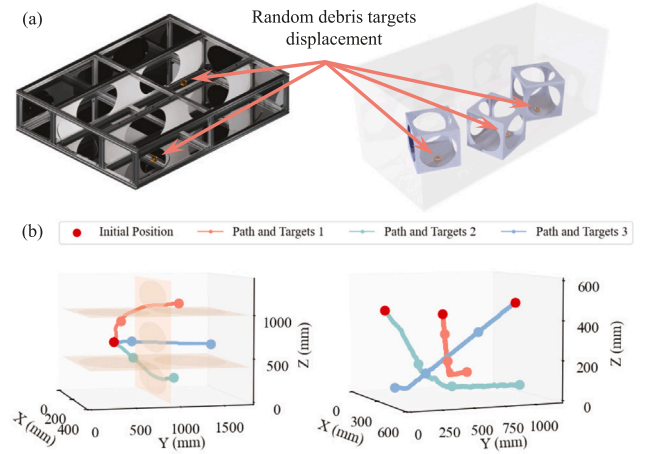 (a)
Random debris targets
displacement
(b)
Initial Position
Path and Targets 1
Path and Targets 2
Path and Targets 3
1000
500
0
Z (mm)
0
200
400
X (mm)
0 500 1000 1500
Y (mm)
600
400
200
0
Z (mm)
0
300
600
X (mm)
0 250 500 750 1000
Y (mm)